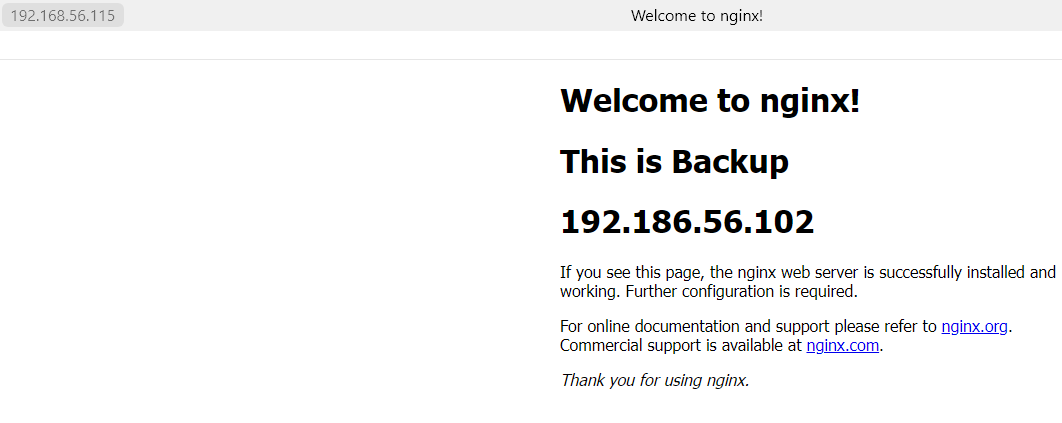 192.168.56.115
Welcome to nginx!
Welcome to nginx!
This is Backup
192.186.56.102
If you see this page, the nginx web server is successfully installed and
working. Further configuration is required.
For online documentation and support please refer to nginx.org.
Commercial support is available at nginx.com.
Thank you for using nginx.